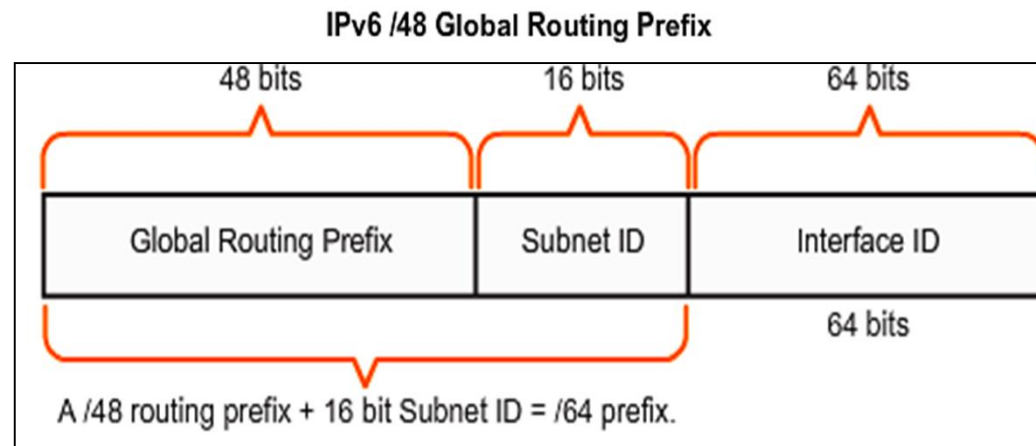 IPv6 /48 Global Routing Prefix
48 bits 16 bits 64 bits
Global Routing Prefix Subnet ID Interface ID
64 bits
A /48 routing prefix + 16 bit Subnet ID = /64 prefix.